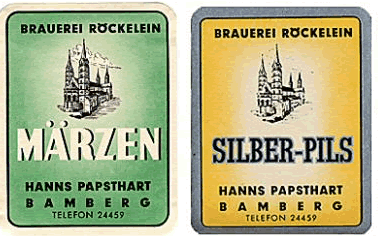 BRAUEREI RÖCKELEIN
MÄRZEN
HANNS PAPSTHART
BAMBERG
TELEFON 24459
BRAUEREI RÖCKELEIN
SILBER-PILS
HANNS PAPSTHART
BAMBERG
TELEFON 24459